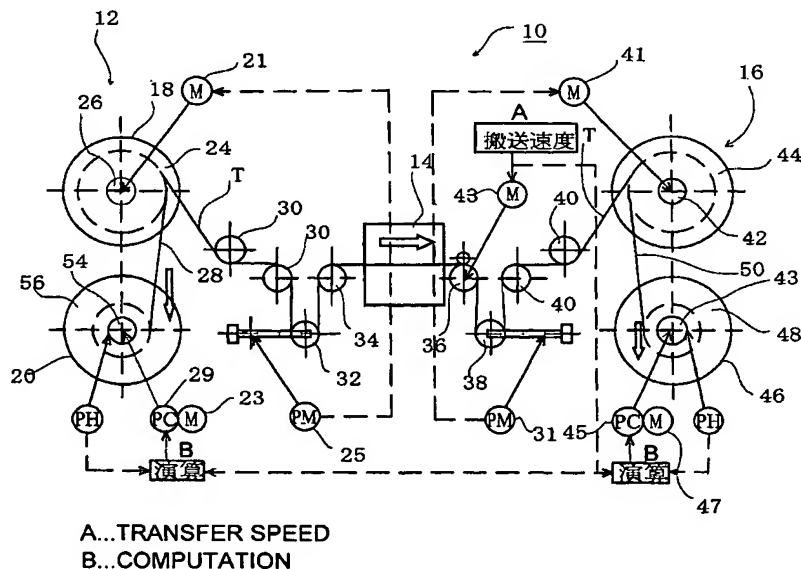 12
21
10
41
M
M
18
A
16
26
24
搬送速度
T
44
T
43
M
30
14
40
30
42
56
54
28
50
43
34
36
40
48
20
32
38
46
29
23
PH
PC
M
PM
25
PM
31
45
PC
M
PH
B
演算
B
演算
47
A...TRANSFER SPEED
B...COMPUTATION